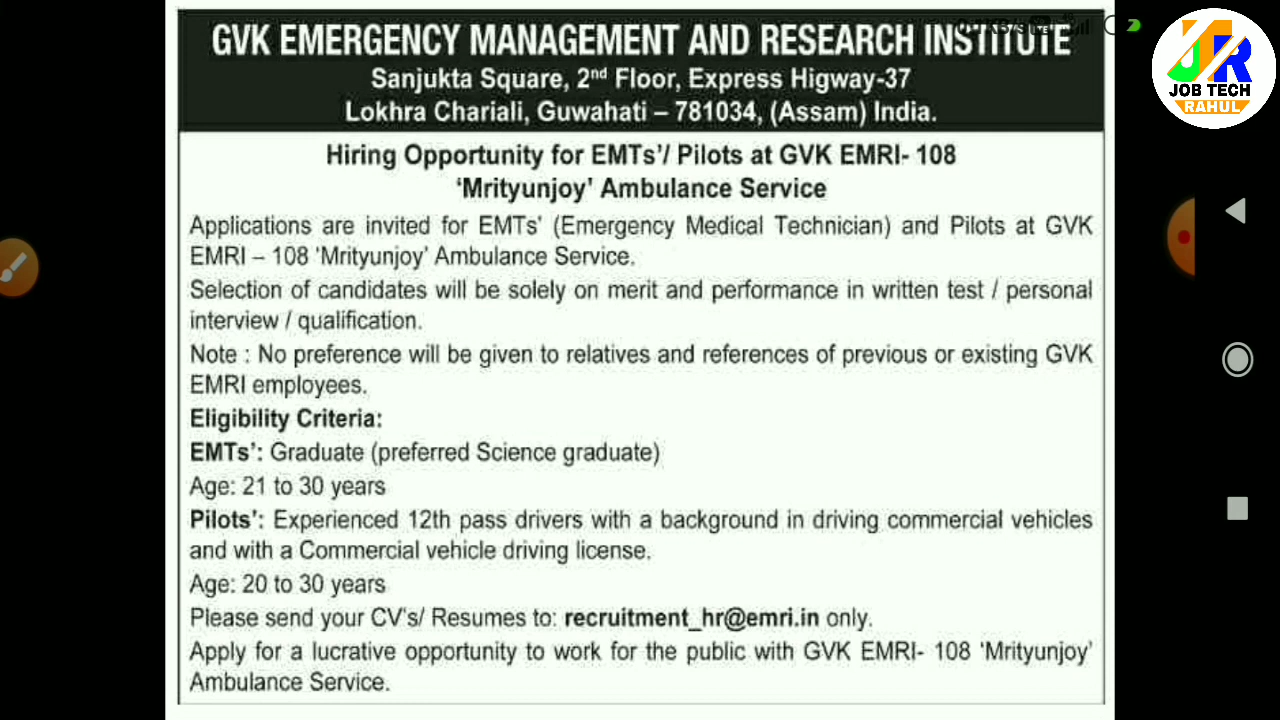 GVK EMERGENCY MANAGEMENT AND RESEARCH INSTITUTE
Sanjukta Square, 2nd Floor, Express Higway-37
Lokhra Chariali, Guwahati – 781034, (Assam) India.
Hiring Opportunity for EMTs’/ Pilots at GVK EMRI- 108
‘Mrityunjoy’ Ambulance Service
Applications are invited for EMTs’ (Emergency Medical Technician) and Pilots at GVK
EMRI – 108 ‘Mrityunjoy’ Ambulance Service.
Selection of candidates will be solely on merit and performance in written test / personal
interview / qualification.
Note : No preference will be given to relatives and references of previous or existing GVK
EMRI employees.
Eligibility Criteria:
EMTs’: Graduate (preferred Science graduate)
Age: 21 to 30 years
Pilots’: Experienced 12th pass drivers with a background in driving commercial vehicles
and with a Commercial vehicle driving license.
Age: 20 to 30 years
Please send your CV’s/ Resumes to: recruitment_hr@emri.in only.
Apply for a lucrative opportunity to work for the public with GVK EMRI- 108 ‘Mrityunjoy’
Ambulance Service.
JR
JOB TECH
RAHUL